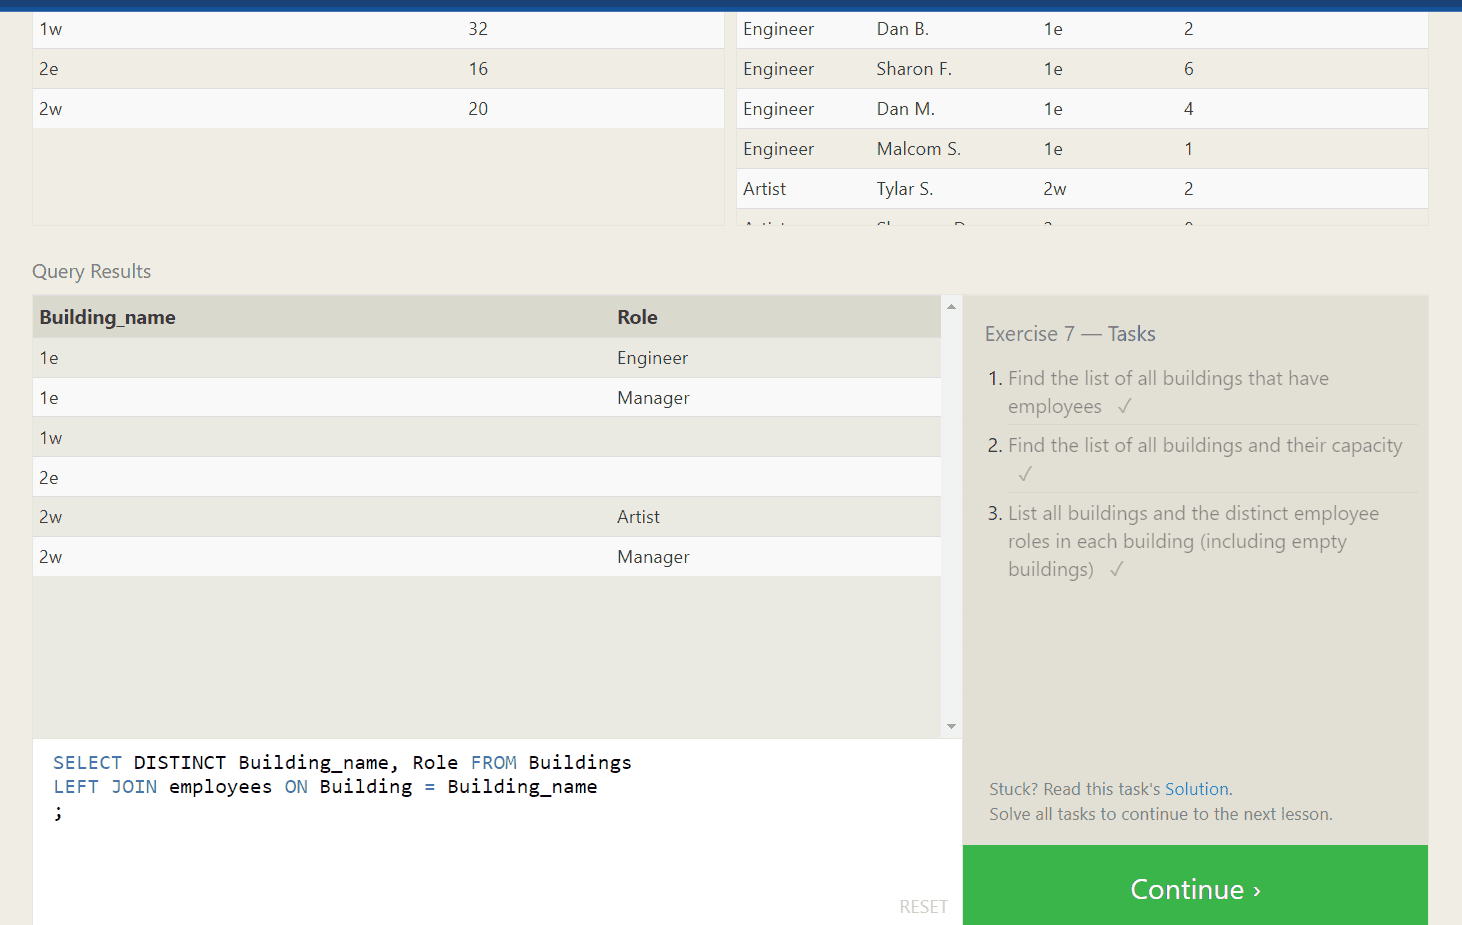 1w 32
2e 16
2w 20
Engineer Dan B. 1e 2
Engineer Sharon F. 1e 6
Engineer Dan M. 1e 4
Engineer Malcom S. 1e 1
Artist Tylar S. 2w 2
Query Results
Building_name Role
1e Engineer
1e Manager
1w
2e
2w Artist
2w Manager
SELECT DISTINCT Building_name, Role FROM Buildings
LEFT JOIN employees ON Building = Building_name
;
RESET
Exercise 7 — Tasks
1. Find the list of all buildings that have
employees ✓
2. Find the list of all buildings and their capacity
✓
3. List all buildings and the distinct employee
roles in each building (including empty
buildings) ✓
Stuck? Read this task's Solution.
Solve all tasks to continue to the next lesson.
Continue ›